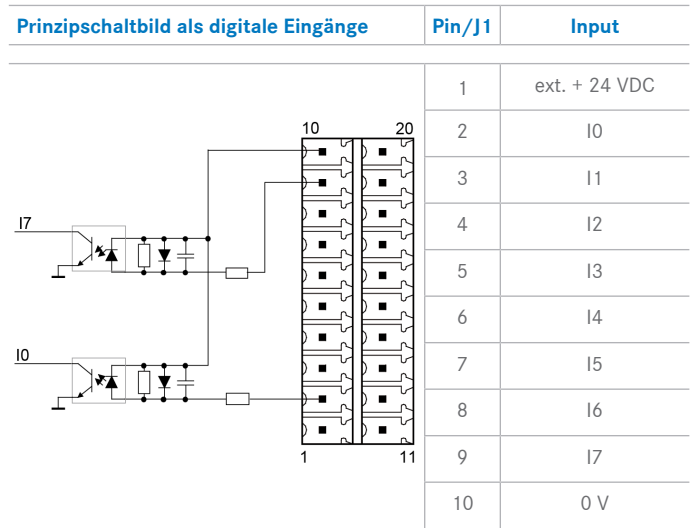 Prinzipschaltbild als digitale Eingänge Pin/J1 Input
1 ext. + 24 VDC
2 I0
3 I1
4 I2
5 I3
6 I4
7 I5
8 I6
9 I7
10 0 V
10 20
I7
I0
1 11